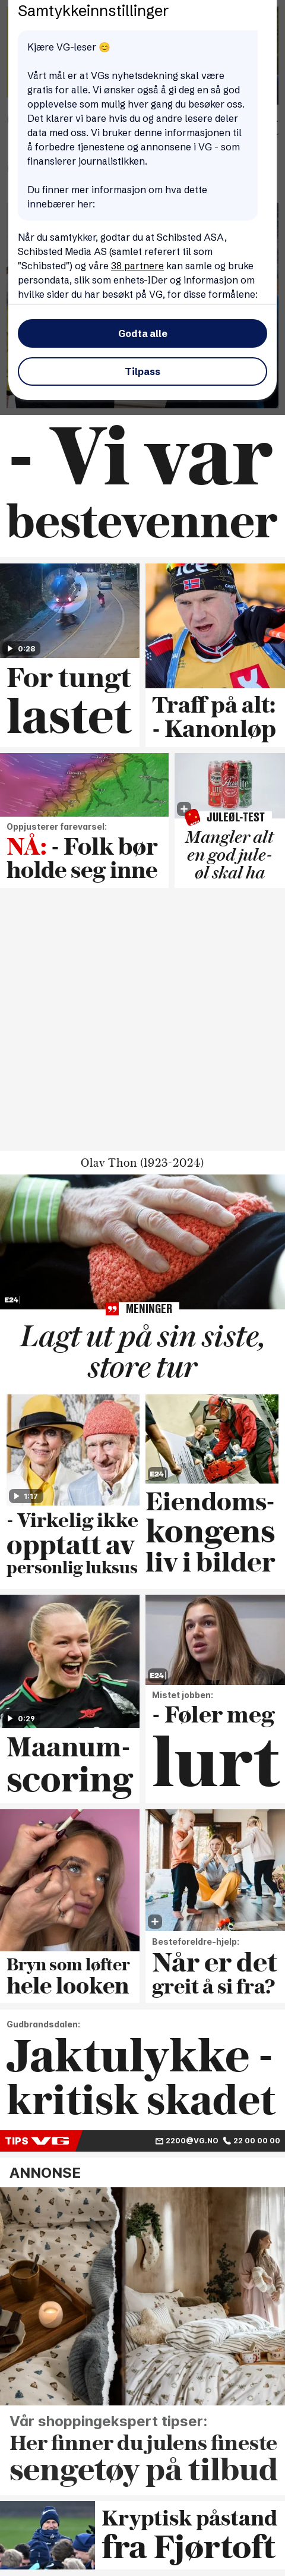 Samtykkeinnstillinger
Kjære VG-leser 😊
Vårt mål er at VGs nyhetsdekning skal være
gratis for alle. Vi ønsker også å gi deg en så god
opplevelse som mulig hver gang du besøker oss.
Det klarer vi bare hvis du og andre lesere deler
data med oss. Vi bruker denne informasjonen til
å forbedre tjenestene og annonsene i VG - som
finansierer journalistikken.
Du finner mer informasjon om hva dette
innebærer her:
Når du samtykker, godtar du at Schibsted ASA,
Schibsted Media AS (samlet referert til som
"Schibsted") og våre 38 partnere kan samle og bruke
persondata, slik som enhets-IDer og informasjon om
hvilke sider du har besøkt på VG, for disse formålene:
Godta alle
Tilpass
- Vi var
bestevenner
0:28
For tungt
lastet
Traff på alt:
- Kanonløp
Oppjusterer farevarsel:
NÅ: - Folk bør
holde seg inne
JULEØL-TEST
Mangler alt
en god jule-
øl skal ha
Olav Thon (1923-2024)
E24
MENINGER
Lagt ut på sin siste,
store tur
1:17
- Virkelig ikke
opptatt av
personlig luksus
E24
Eiendoms-
kongens
liv i bilder
0:29
Maanum-
scoring
E24
Mistet jobben:
- Føler meg
lurt
Bryn som løfter
hele looken
Besteforeldre-hjelp:
Når er det
greit å si fra?
Gudbrandsdalen:
Jaktulykke -
kritisk skadet
TIPS VG 2200@VG.NO 22 00 00 00
ANNONSE
Vår shoppingekspert tipser:
Her finner du julens fineste
sengetøy på tilbud
Kryptisk påstand
fra Fjørtoft